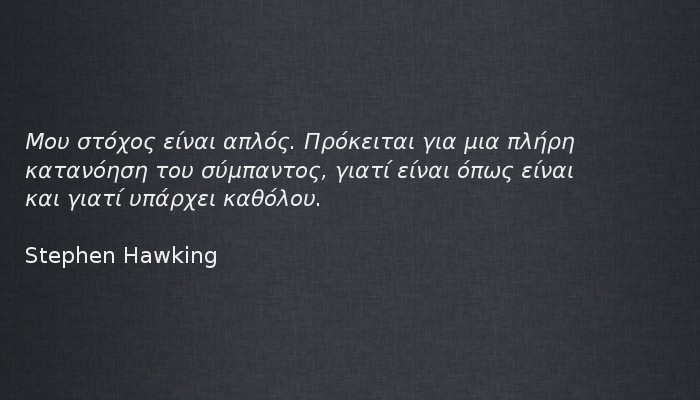 Μου στόχος είναι απλός. Πρόκειται για μια πλήρη
κατανόηση του σύμπαντος, γιατί είναι όπως είναι
και γιατί υπάρχει καθόλου.
Stephen Hawking